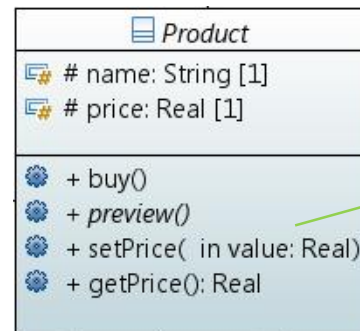 Product
# name: String [1]
# price: Real [1]
+ buy()
+ preview()
+ setPrice( in value: Real)
+ getPrice(): Real